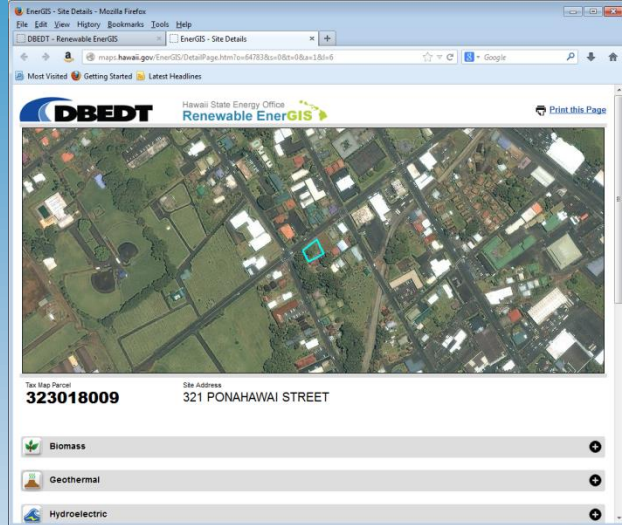 EnerGIS - Site Details - Mozilla Firefox
File Edit View History Bookmarks Tools Help
DBEDT - Renewable EnerGIS × EnerGIS - Site Details × +
maps.hawaii.gov/EnerGIS/DetailPage.htm?o=64783&s=0&t=0&a=1&l=6 Google
Most Visited Getting Started Latest Headlines
DBEDT
Hawaii State Energy Office
Renewable EnerGIS
Print this Page
Tax Map Parcel
323018009
Site Address
321 PONAHAWAI STREET
Biomass
Geothermal
Hydroelectric